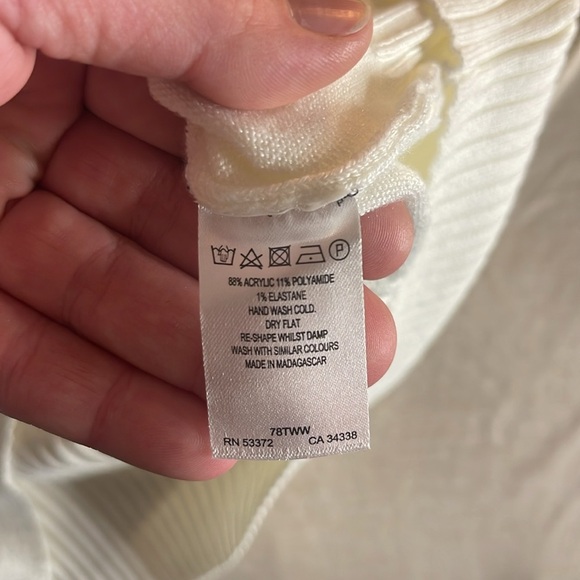 P
88% ACRYLIC 11% POLYAMIDE
1% ELASTANE
HAND WASH COLD.
DRY FLAT
RE-SHAPE WHILST DAMP
WASH WITH SIMILAR COLOURS
MADE IN MADAGASCAR
78TWW
RN 53372 CA 34338